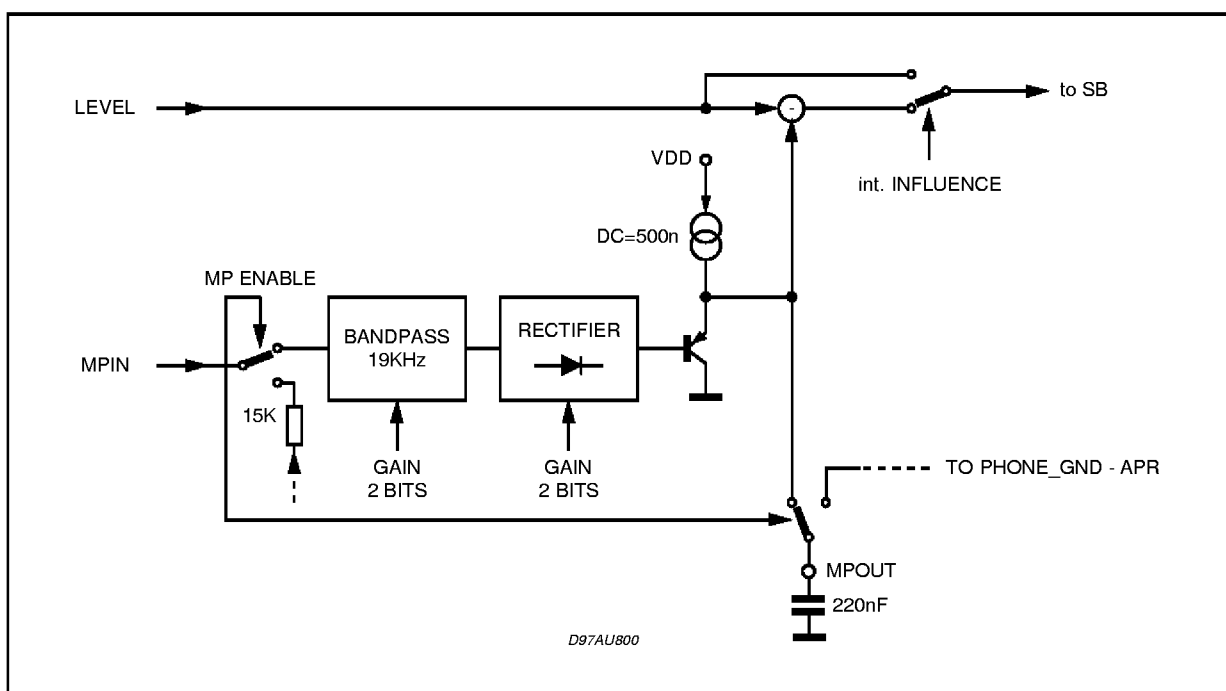 LEVEL
to SB
VDD
int. INFLUENCE
DC=500n
MP ENABLE
MPIN
BANDPASS
19KHz
RECTIFIER
15K
GAIN
2 BITS
GAIN
2 BITS
TO PHONE_GND - APR
MPOUT
220nF
D97AU800